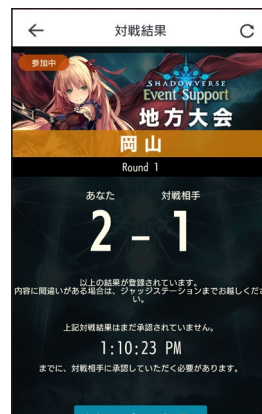 対戦結果
参加中
SHADOWVERSE
Event Support
地方大会
岡山
Round 1
あなた 対戦相手
2 - 1
以上の結果が登録されています。
内容に間違いがある場合は、ジャッジステーションまでお越しくださ
い。
上記対戦結果はまだ承認されていません。
1:10:23 PM
までに、対戦相手に承認していただく必要があります。